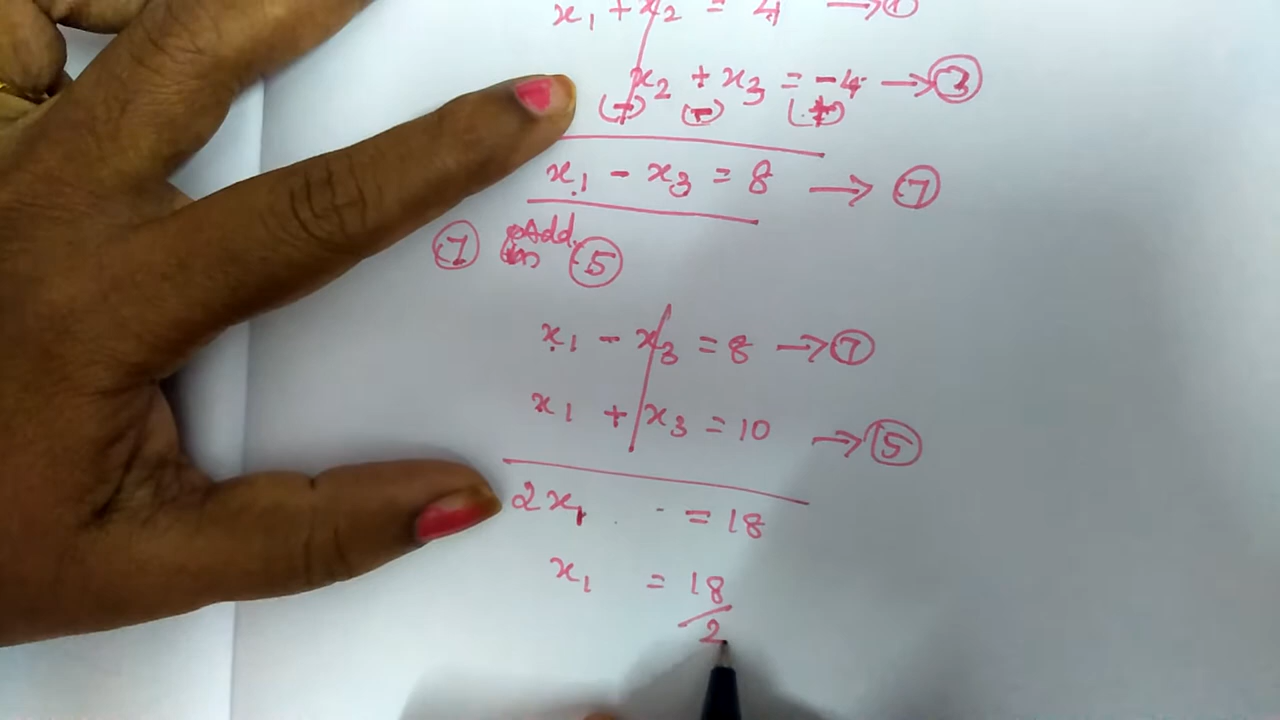 x₁ + x₂ = 4 → ①
x₂ + x₃ = -4 → ③
(-) (-) (+)
x₁ - x₃ = 8 → ⑦
⑦ Add ⑤
x₁ - x₃ = 8 → ⑦
x₁ + x₃ = 10 → ⑤
2x₁ = 18
x₁ = 18
2